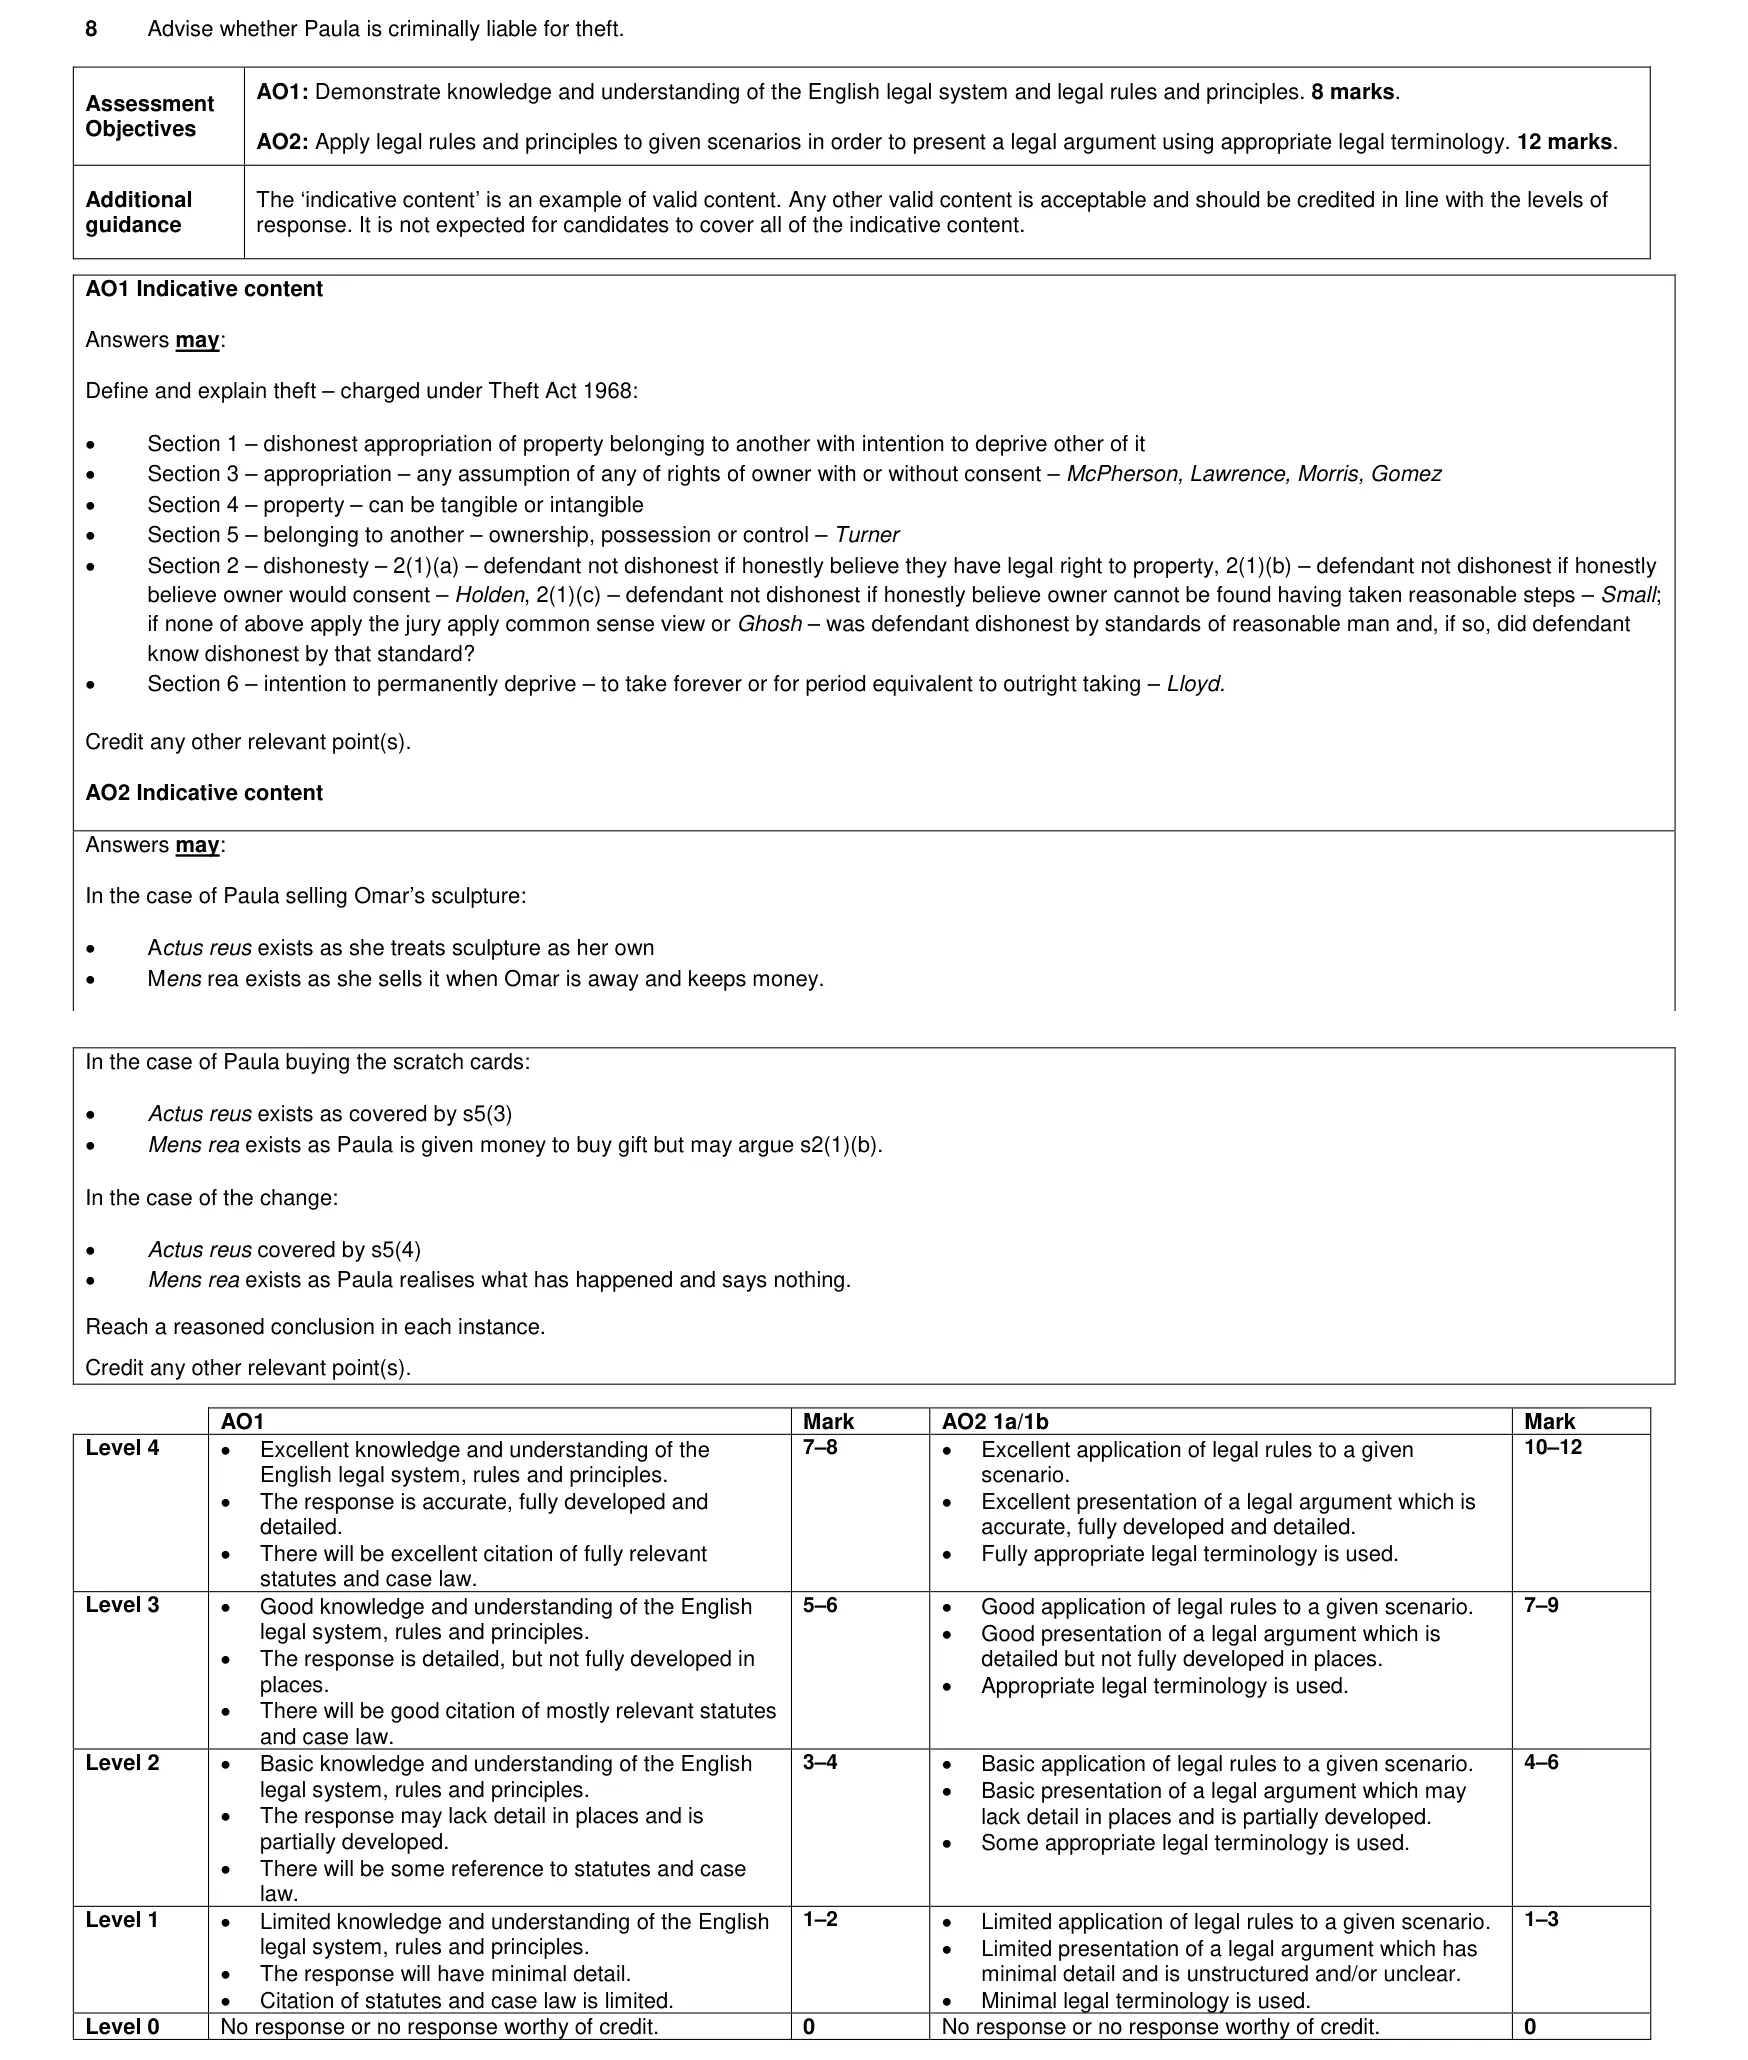 8 Advise whether Paula is criminally liable for theft.
Assessment Objectives
AO1: Demonstrate knowledge and understanding of the English legal system and legal rules and principles. 8 marks.
AO2: Apply legal rules and principles to given scenarios in order to present a legal argument using appropriate legal terminology. 12 marks.
Additional guidance
The ‘indicative content’ is an example of valid content. Any other valid content is acceptable and should be credited in line with the levels of
response. It is not expected for candidates to cover all of the indicative content.
AO1 Indicative content
Answers may:
Define and explain theft – charged under Theft Act 1968:
• Section 1 – dishonest appropriation of property belonging to another with intention to deprive other of it
• Section 3 – appropriation – any assumption of any of rights of owner with or without consent – McPherson, Lawrence, Morris, Gomez
• Section 4 – property – can be tangible or intangible
• Section 5 – belonging to another – ownership, possession or control – Turner
• Section 2 – dishonesty – 2(1)(a) – defendant not dishonest if honestly believe they have legal right to property, 2(1)(b) – defendant not dishonest if honestly
believe owner would consent – Holden, 2(1)(c) – defendant not dishonest if honestly believe owner cannot be found having taken reasonable steps – Small;
if none of above apply the jury apply common sense view or Ghosh – was defendant dishonest by standards of reasonable man and, if so, did defendant
know dishonest by that standard?
• Section 6 – intention to permanently deprive – to take forever or for period equivalent to outright taking – Lloyd.
Credit any other relevant point(s).
AO2 Indicative content
Answers may:
In the case of Paula selling Omar’s sculpture:
• Actus reus exists as she treats sculpture as her own
• Mens rea exists as she sells it when Omar is away and keeps money.
In the case of Paula buying the scratch cards:
• Actus reus exists as covered by s5(3)
• Mens rea exists as Paula is given money to buy gift but may argue s2(1)(b).
In the case of the change:
• Actus reus covered by s5(4)
• Mens rea exists as Paula realises what has happened and says nothing.
Reach a reasoned conclusion in each instance.
Credit any other relevant point(s).
AO1 Mark AO2 1a/1b Mark
Level 4
• Excellent knowledge and understanding of the
English legal system, rules and principles.
• The response is accurate, fully developed and
detailed.
• There will be excellent citation of fully relevant
statutes and case law.
7–8
• Excellent application of legal rules to a given
scenario.
• Excellent presentation of a legal argument which is
accurate, fully developed and detailed.
• Fully appropriate legal terminology is used.
10–12
Level 3
• Good knowledge and understanding of the English
legal system, rules and principles.
• The response is detailed, but not fully developed in
places.
• There will be good citation of mostly relevant statutes
and case law.
5–6
• Good application of legal rules to a given scenario.
• Good presentation of a legal argument which is
detailed but not fully developed in places.
• Appropriate legal terminology is used.
7–9
Level 2
• Basic knowledge and understanding of the English
legal system, rules and principles.
• The response may lack detail in places and is
partially developed.
• There will be some reference to statutes and case
law.
3–4
• Basic application of legal rules to a given scenario.
• Basic presentation of a legal argument which may
lack detail in places and is partially developed.
• Some appropriate legal terminology is used.
4–6
Level 1
• Limited knowledge and understanding of the English
legal system, rules and principles.
• The response will have minimal detail.
• Citation of statutes and case law is limited.
1–2
• Limited application of legal rules to a given scenario.
• Limited presentation of a legal argument which has
minimal detail and is unstructured and/or unclear.
• Minimal legal terminology is used.
1–3
Level 0
No response or no response worthy of credit.
0
No response or no response worthy of credit.
0